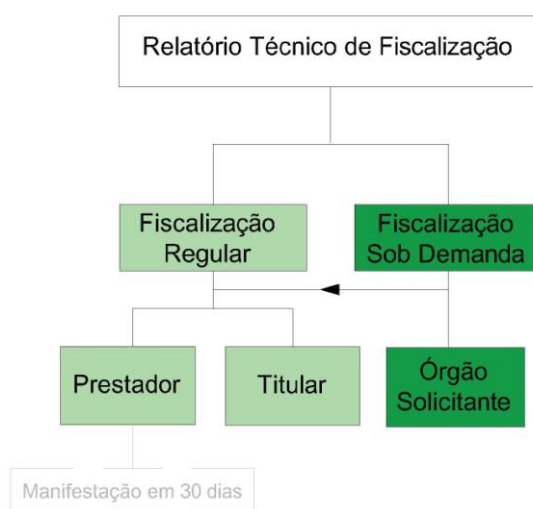 Relatório Técnico de Fiscalização
Fiscalização
Regular
Fiscalização
Sob Demanda
Prestador
Titular
Órgão
Solicitante
Manifestação em 30 dias